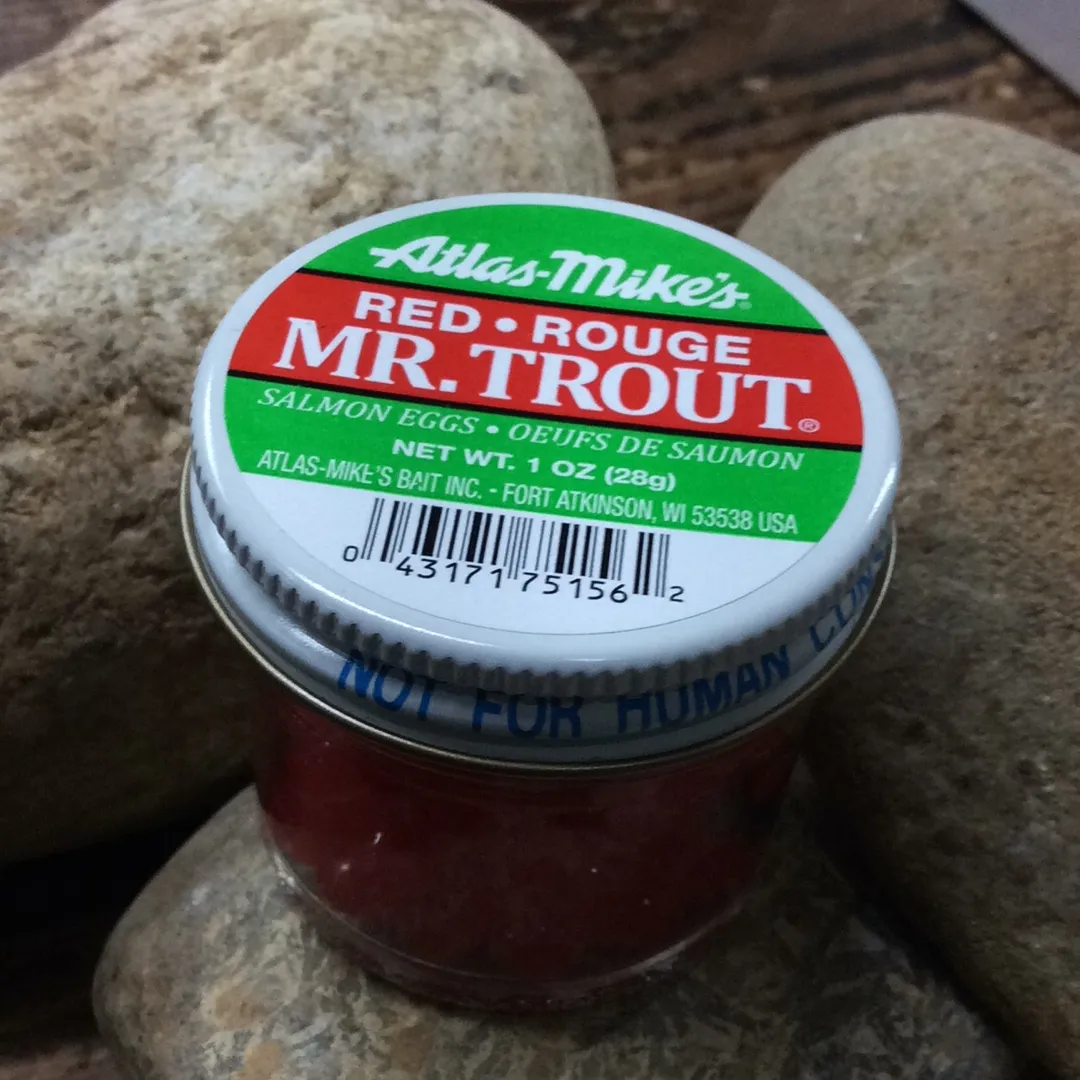 Atlas-Mike's
RED • ROUGE
MR. TROUT®
SALMON EGGS • OEUFS DE SAUMON
NET WT. 1 OZ (28g)
ATLAS-MIKE'S BAIT INC. - FORT ATKINSON, WI 53538 USA
0 43171 75156 2
NOT FOR HUMAN